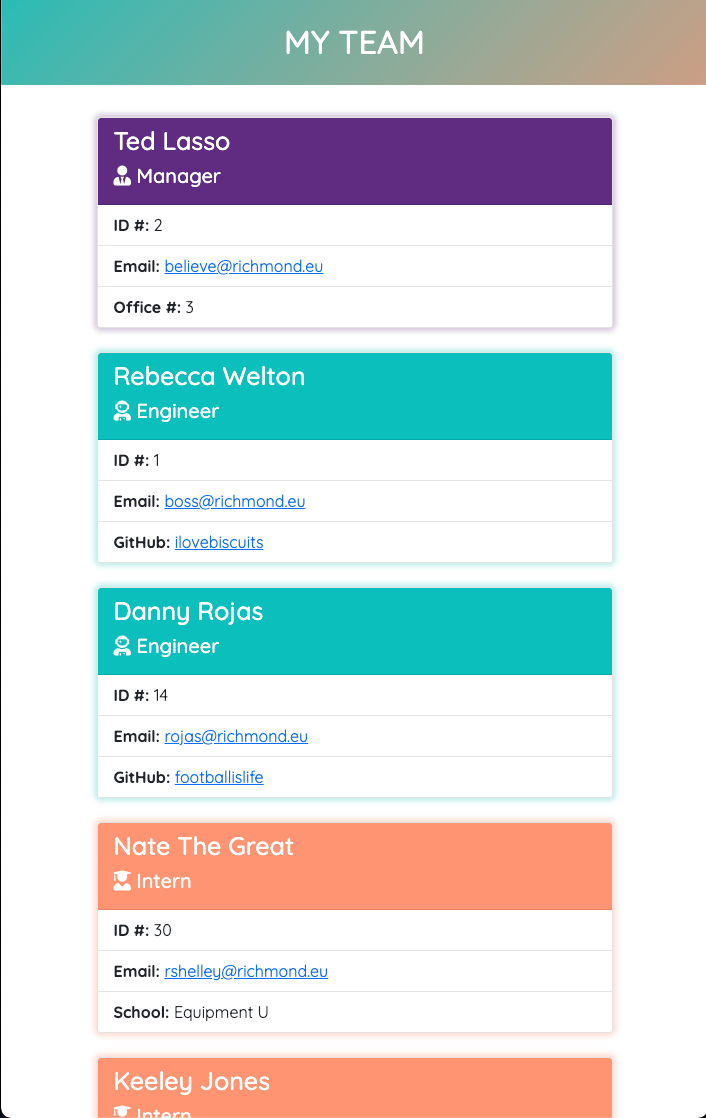 MY TEAM
Ted Lasso
Manager
ID #: 2
Email: believe@richmond.eu
Office #: 3
Rebecca Welton
Engineer
ID #: 1
Email: boss@richmond.eu
GitHub: ilovebiscuits
Danny Rojas
Engineer
ID #: 14
Email: rojas@richmond.eu
GitHub: footballislife
Nate The Great
Intern
ID #: 30
Email: rshelley@richmond.eu
School: Equipment U
Keeley Jones
Intern